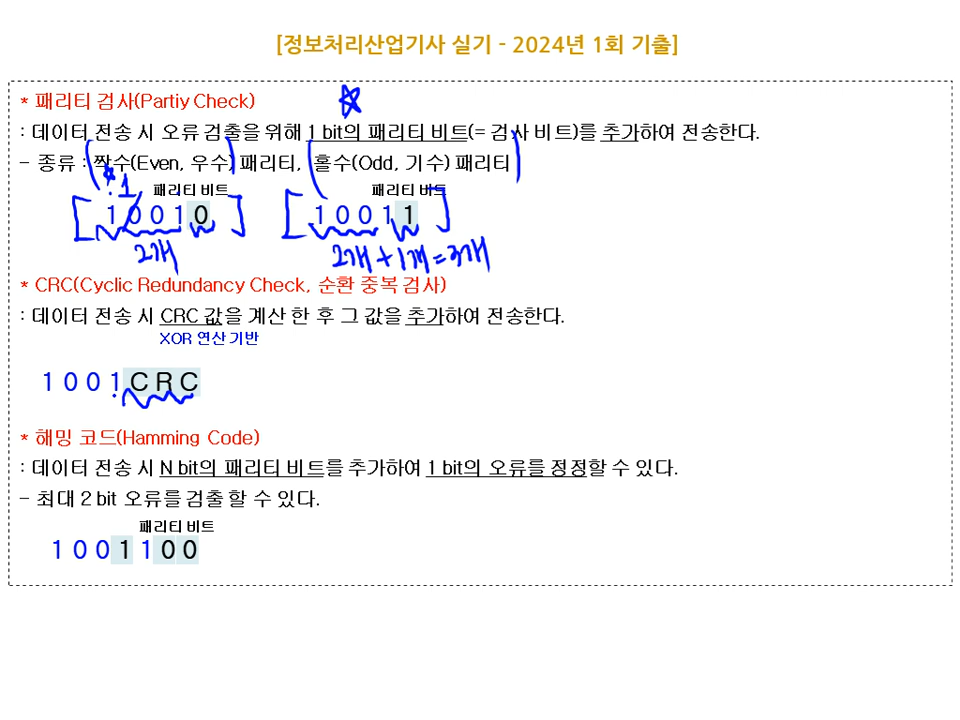 [정보처리산업기사 실기 - 2024년 1회 기출]
* 패리티 검사(Partiy Check)
: 데이터 전송 시 오류 검출을 위해 1 bit의 패리티 비트(= 검사 비트)를 추가하여 전송한다.
- 종류 : 짝수(Even, 우수) 패리티, 홀수(Odd, 기수) 패리티
1
패리티 비트 패리티 비트
[ 1 0 0 1 0 ] [ 1 0 0 1 1 ]
2개 2개 + 1개 = 3개
* CRC(Cyclic Redundancy Check, 순환 중복 검사)
: 데이터 전송 시 CRC 값을 계산 한 후 그 값을 추가하여 전송한다.
XOR 연산 기반
1 0 0 1 C R C
* 해밍 코드(Hamming Code)
: 데이터 전송 시 N bit의 패리티 비트를 추가하여 1 bit의 오류를 정정할 수 있다.
- 최대 2 bit 오류를 검출 할 수 있다.
패리티 비트
1 0 0 1 1 0 0